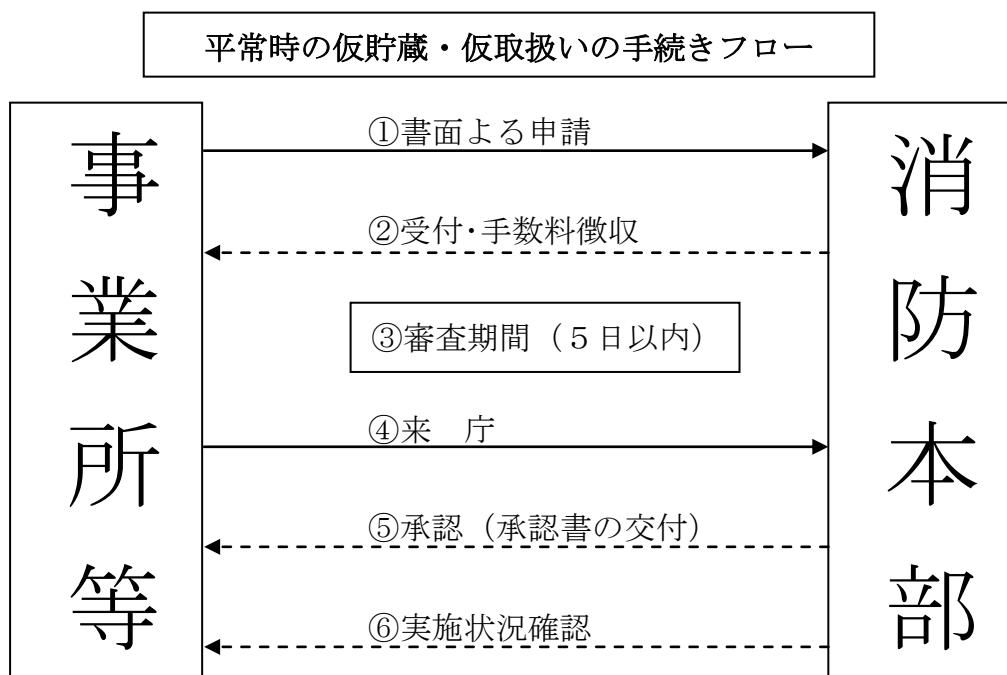 平常時の仮貯蔵・仮取扱いの手続きフロー
事業所等
①書面よる申請
②受付・手数料徴収
③審査期間（５日以内）
④来　庁
⑤承認（承認書の交付）
⑥実施状況確認
消防本部